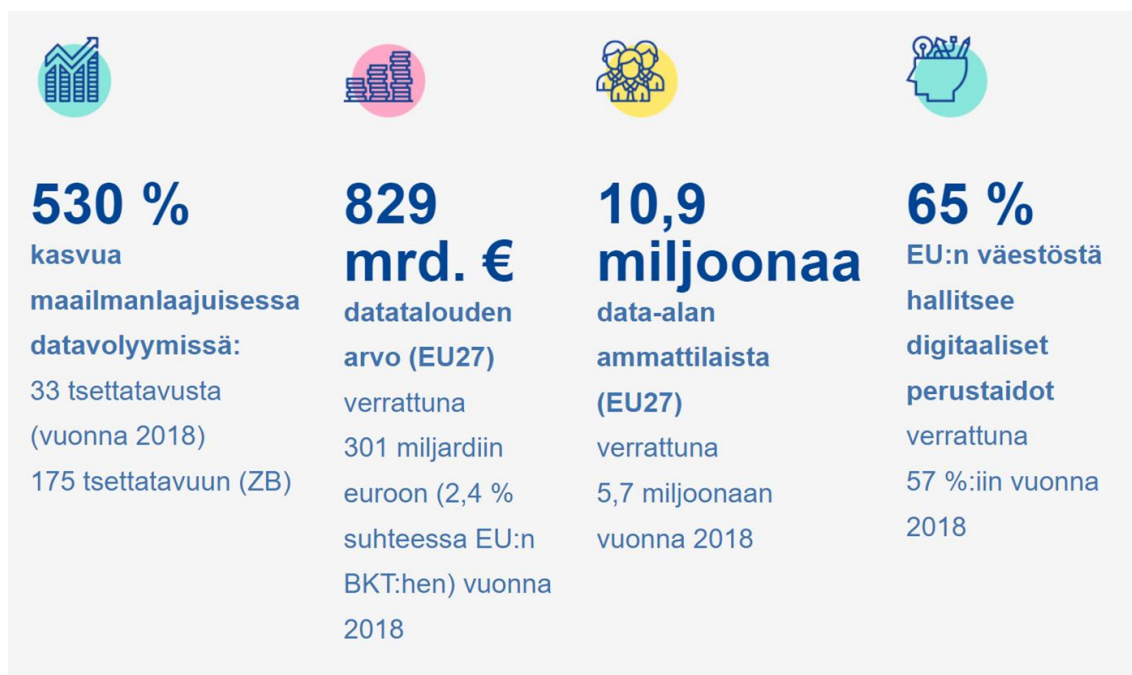 530 %
kasvua
maailmanlaajuisessa
datavolyymissä:
33 tsettatavusta
(vuonna 2018)
175 tsettatavuun (ZB)
829
mrd. €
datatalouden
arvo (EU27)
verrattuna
301 miljardiin
euroon (2,4 %
suhteessa EU:n
BKT:hen) vuonna
2018
10,9
miljoonaa
data-alan
ammattilaista
(EU27)
verrattuna
5,7 miljoonaan
vuonna 2018
65 %
EU:n väestöstä
hallitsee
digitaaliset
perustaidot
verrattuna
57 %:iin vuonna
2018